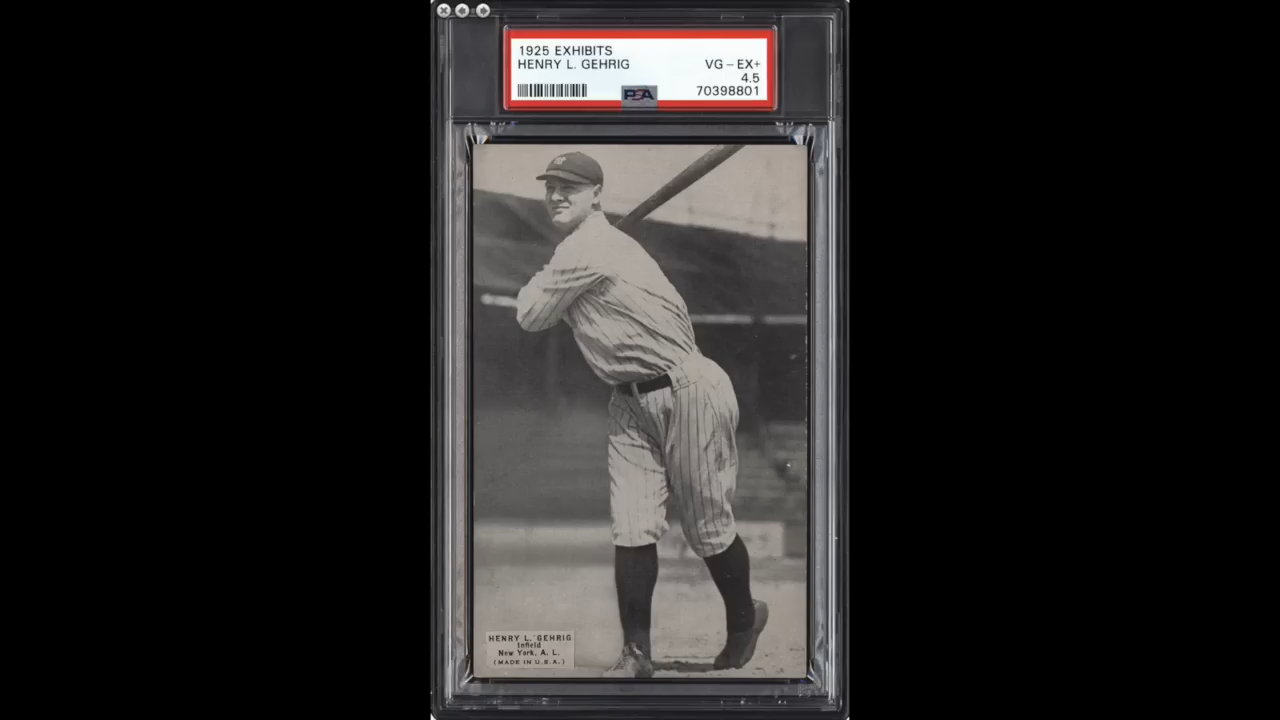 1925 EXHIBITS
HENRY L. GEHRIG VG – EX+
4.5
70398801
PSA
HENRY L. GEHRIG
Infield
New York, A. L.
(MADE IN U.S.A.)